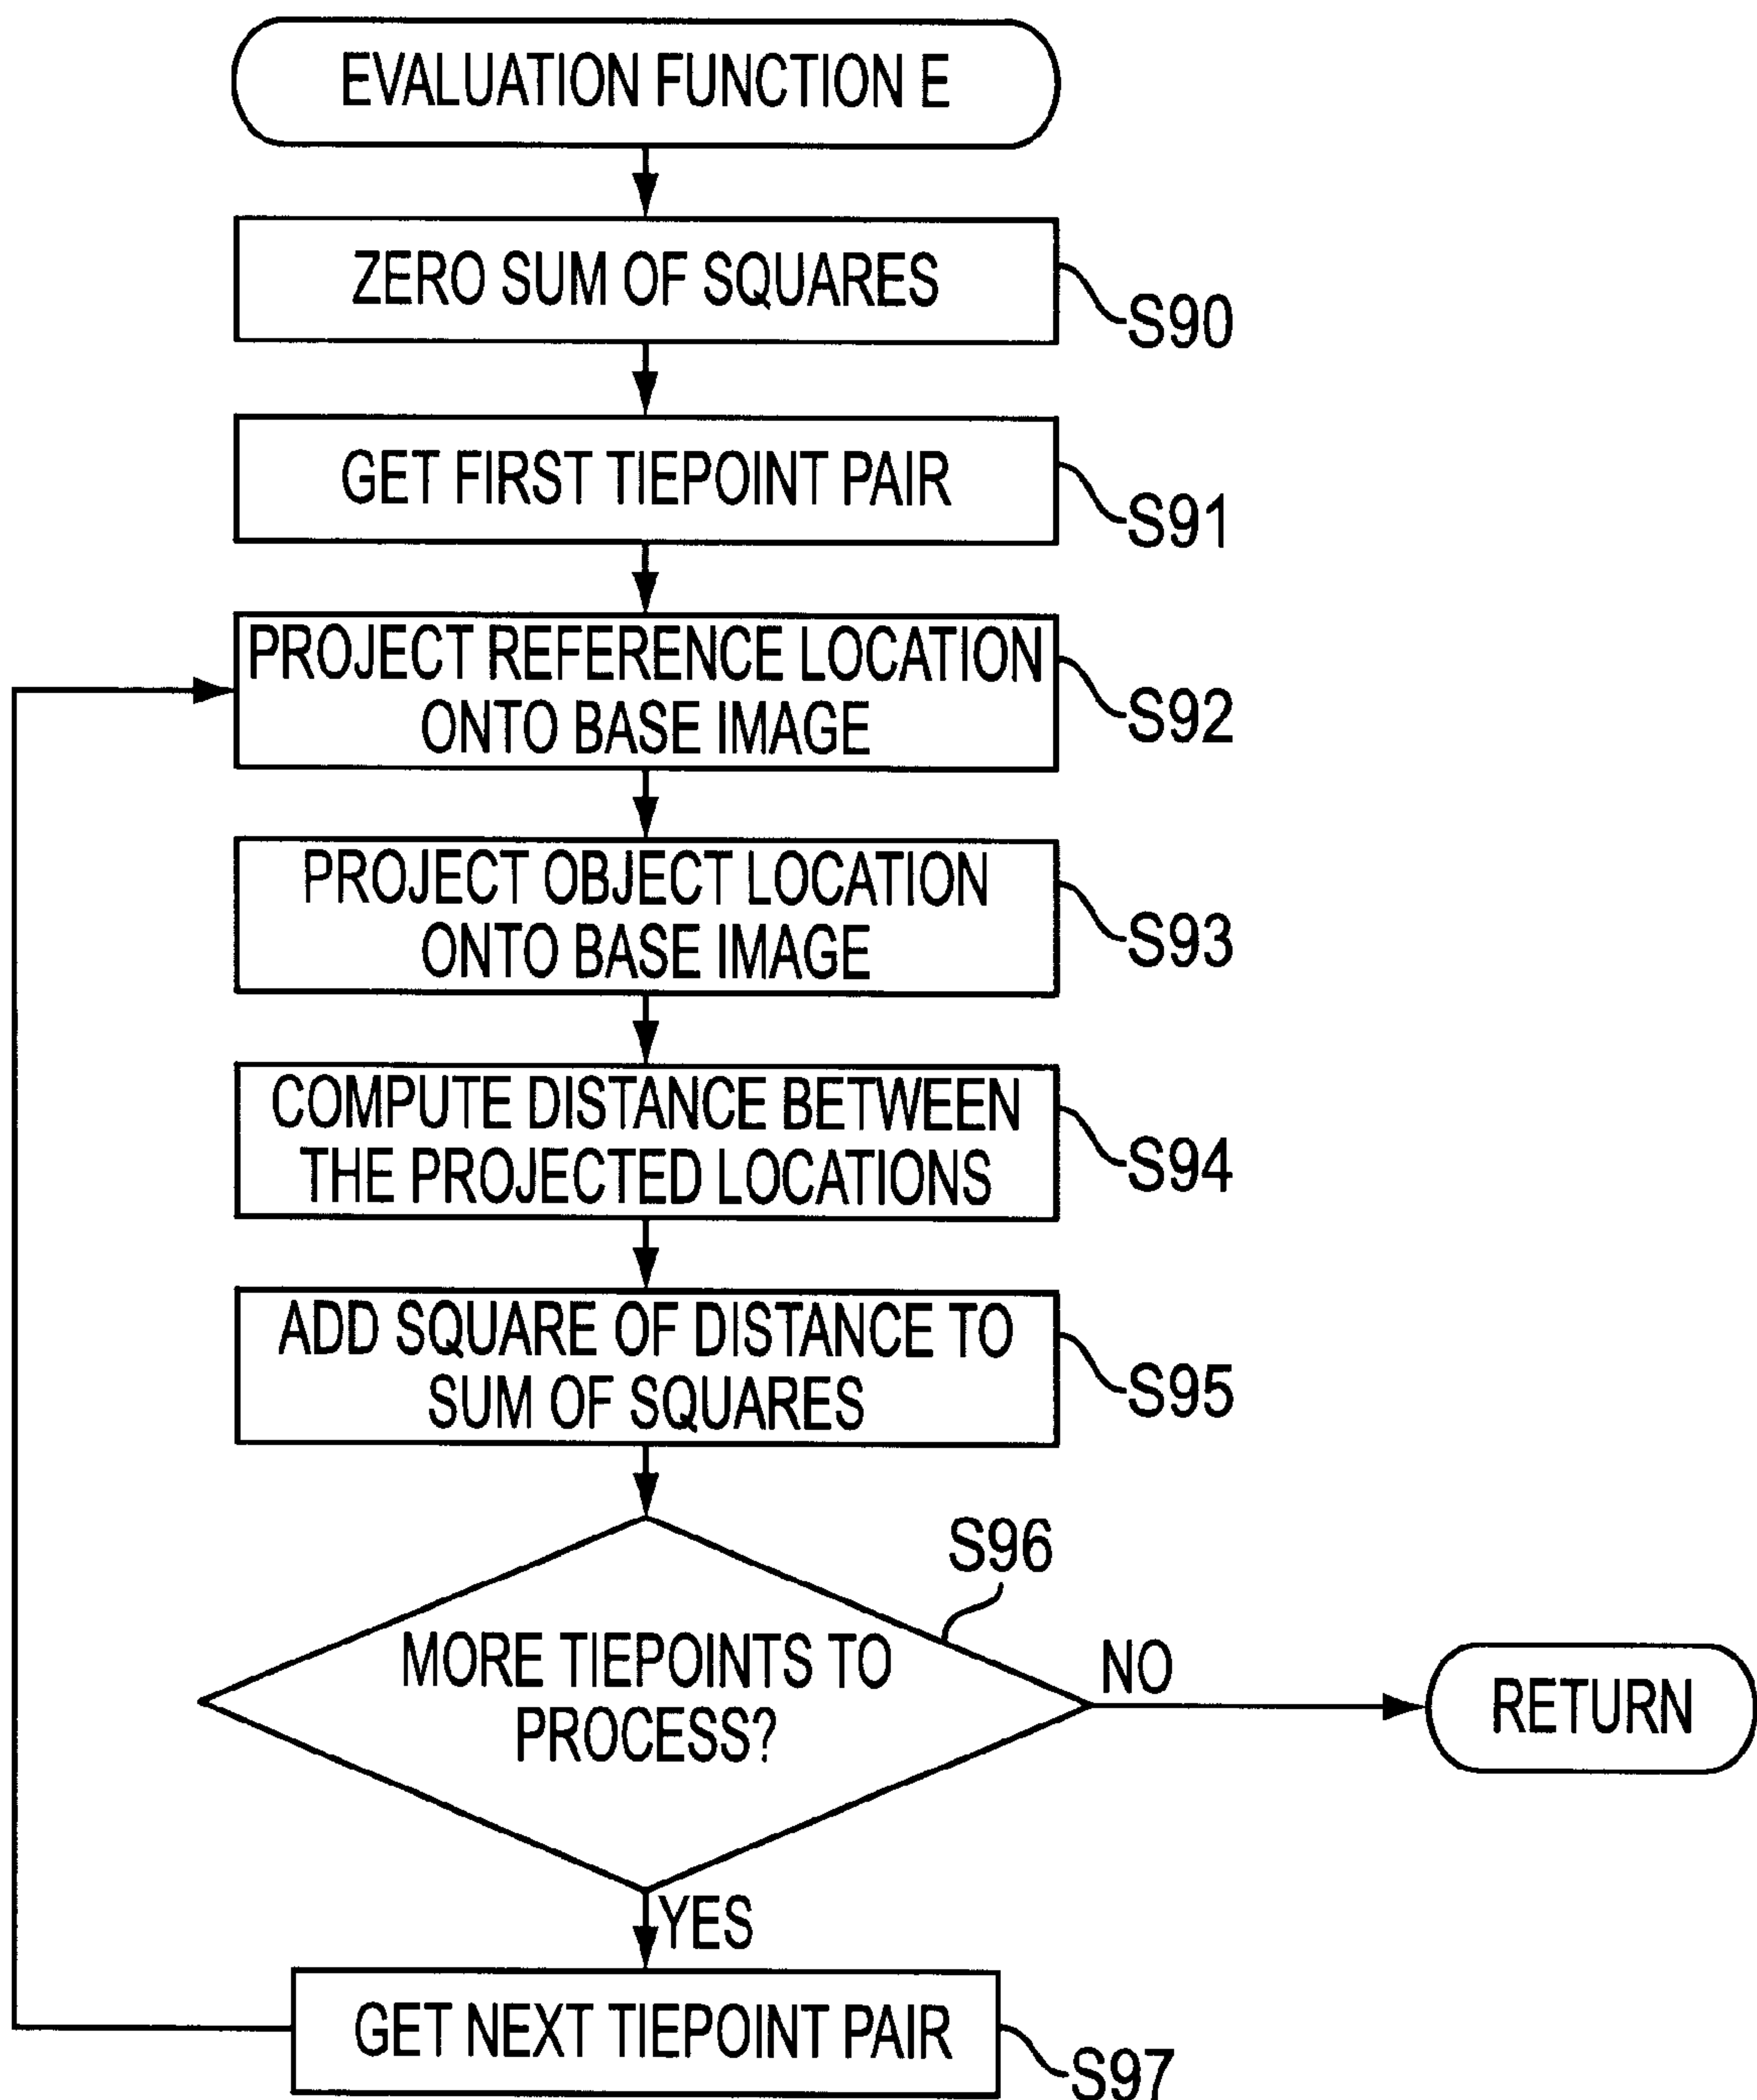 EVALUATION FUNCTION E
ZERO SUM OF SQUARES
S90
GET FIRST TIEPOINT PAIR
S91
PROJECT REFERENCE LOCATION
ONTO BASE IMAGE
S92
PROJECT OBJECT LOCATION
ONTO BASE IMAGE
S93
COMPUTE DISTANCE BETWEEN
THE PROJECTED LOCATIONS
S94
ADD SQUARE OF DISTANCE TO
SUM OF SQUARES
S95
S96
MORE TIEPOINTS TO
PROCESS?
NO
RETURN
YES
GET NEXT TIEPOINT PAIR
S97